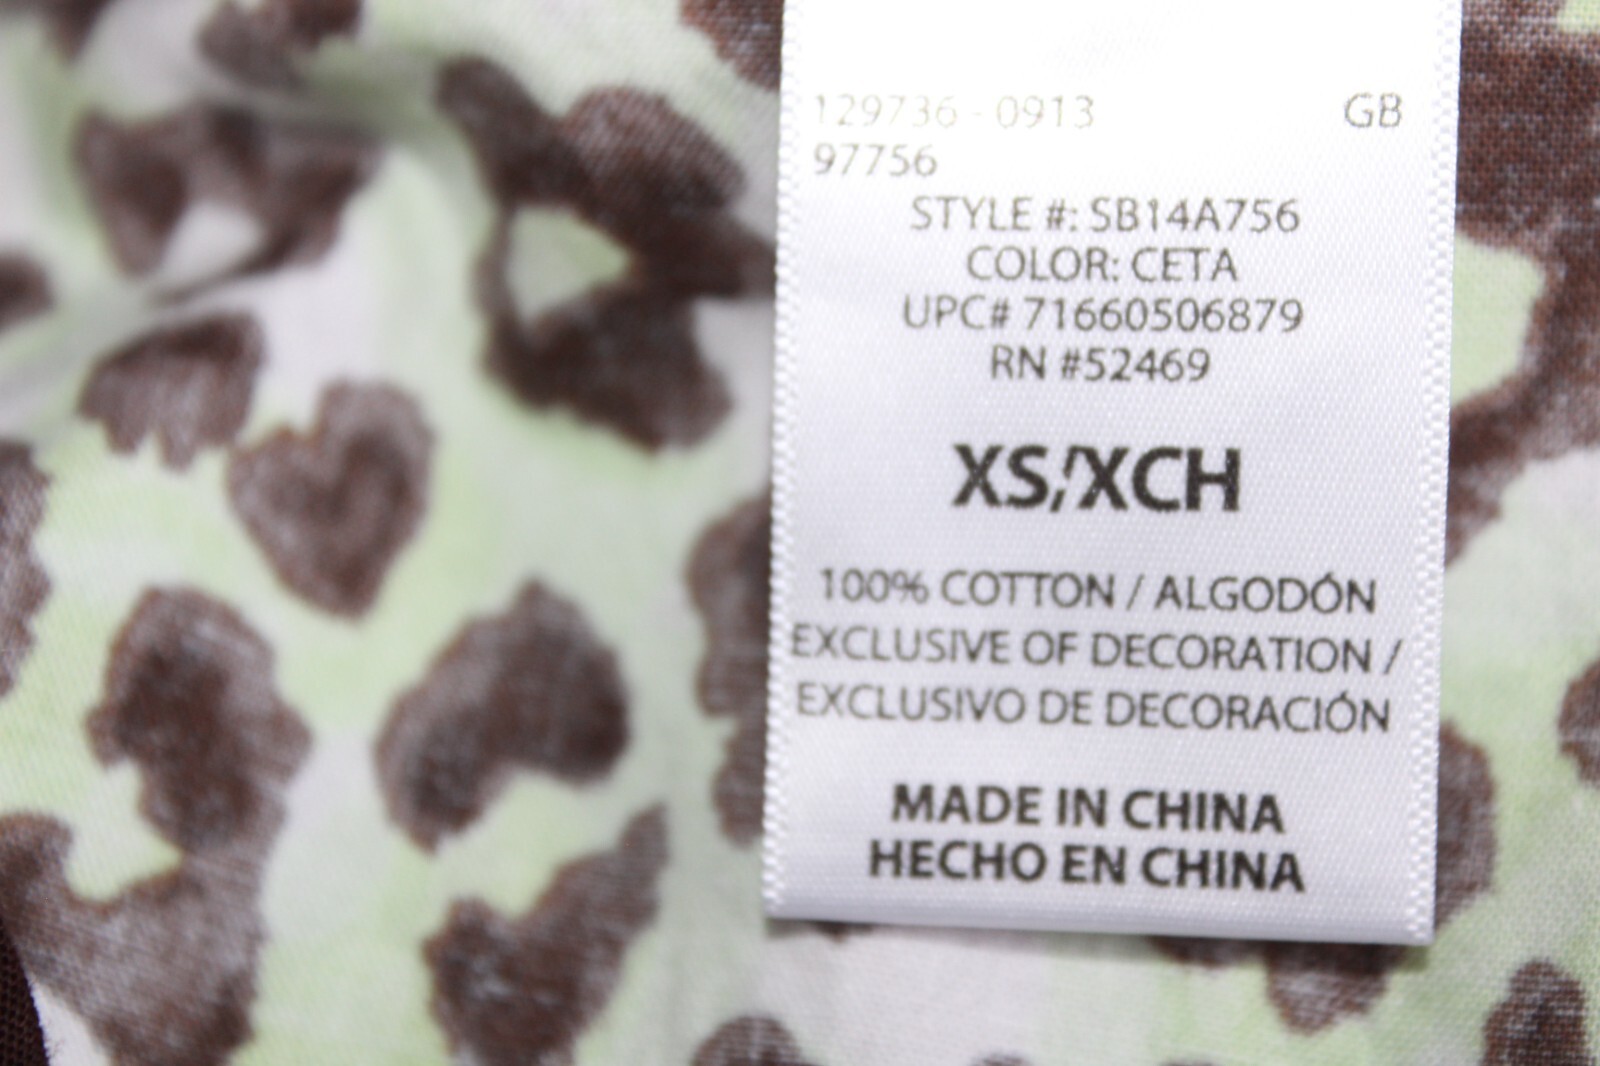 129736 - 0913 GB
97756
STYLE #: SB14A756
COLOR: CETA
UPC# 71660506879
RN #52469
XS/XCH
100% COTTON / ALGODÓN
EXCLUSIVE OF DECORATION /
EXCLUSIVO DE DECORACIÓN
MADE IN CHINA
HECHO EN CHINA